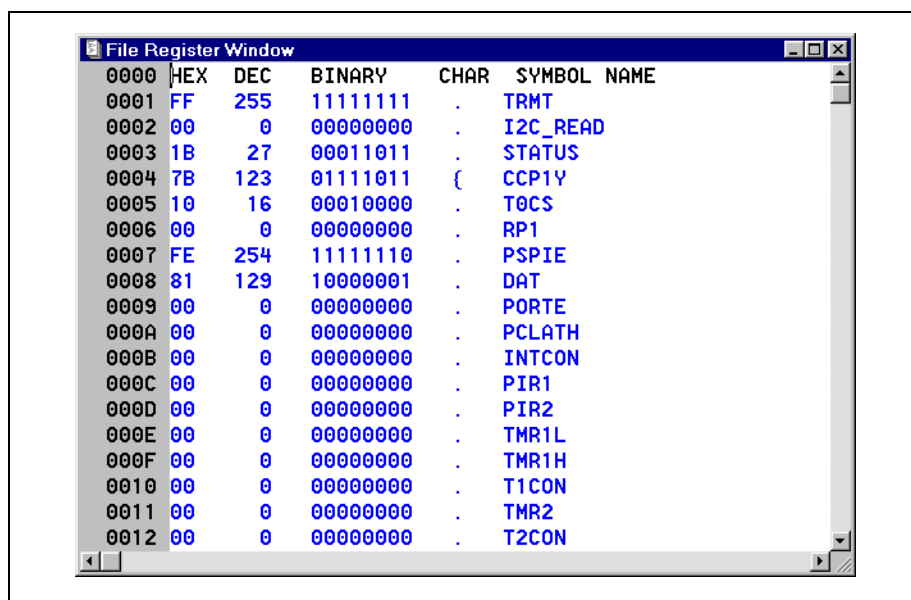 File Register Window
0000 HEX DEC BINARY CHAR SYMBOL NAME
0001 FF 255 11111111 . TRMT
0002 00 0 00000000 . I2C_READ
0003 1B 27 00011011 . STATUS
0004 7B 123 01111011 { CCP1Y
0005 10 16 00010000 . T0CS
0006 00 0 00000000 . RP1
0007 FE 254 11111110 . PSPIE
0008 81 129 10000001 . DAT
0009 00 0 00000000 . PORTE
000A 00 0 00000000 . PCLATH
000B 00 0 00000000 . INTCON
000C 00 0 00000000 . PIR1
000D 00 0 00000000 . PIR2
000E 00 0 00000000 . TMR1L
000F 00 0 00000000 . TMR1H
0010 00 0 00000000 . T1CON
0011 00 0 00000000 . TMR2
0012 00 0 00000000 . T2CON